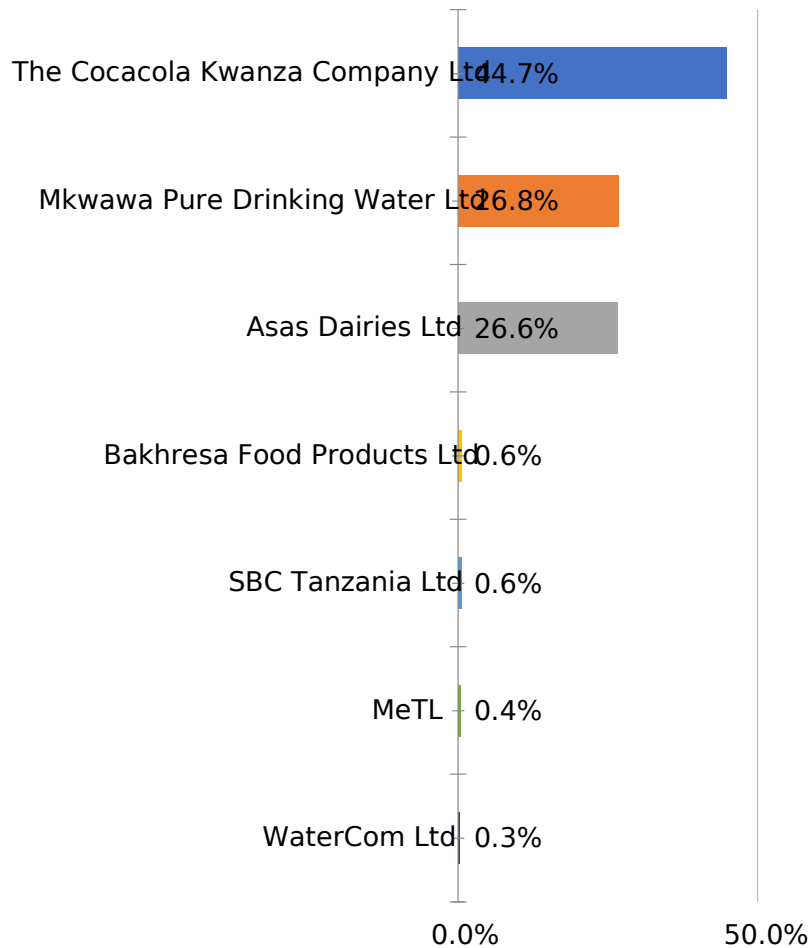 The Cocacola Kwanza Company Ltd 44.7%
Mkwawa Pure Drinking Water Ltd 26.8%
Asas Dairies Ltd 26.6%
Bakhresa Food Products Ltd 0.6%
SBC Tanzania Ltd 0.6%
MeTL 0.4%
WaterCom Ltd 0.3%
0.0% 50.0%